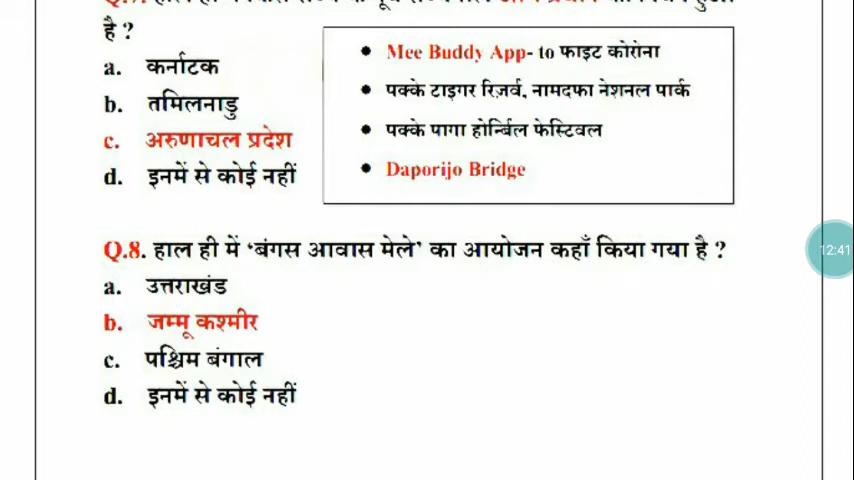 है ?
a. कर्नाटक
b. तमिलनाडु
c. अरुणाचल प्रदेश
d. इनमें से कोई नहीं
• Mee Buddy App- to फाइट कोरोना
• पक्के टाइगर रिज़र्व, नामदफा नेशनल पार्क
• पक्के पागा होर्न्बिल फेस्टिवल
• Daporijo Bridge
Q.8. हाल ही में ‘बंगस आवास मेले’ का आयोजन कहाँ किया गया है ?
a. उत्तराखंड
b. जम्मू कश्मीर
c. पश्चिम बंगाल
d. इनमें से कोई नहीं
12:41